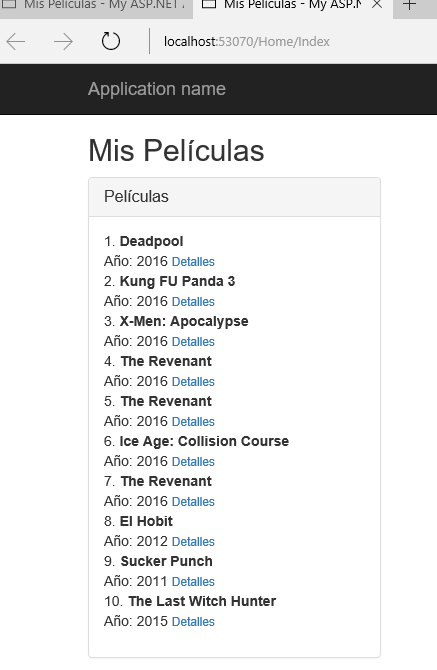 Mis Películas - My ASP.NET
Mis Películas - My ASP.N
localhost:53070/Home/Index
Application name
Mis Películas
Películas
1. Deadpool
Año: 2016 Detalles
2. Kung FU Panda 3
Año: 2016 Detalles
3. X-Men: Apocalypse
Año: 2016 Detalles
4. The Revenant
Año: 2016 Detalles
5. The Revenant
Año: 2016 Detalles
6. Ice Age: Collision Course
Año: 2016 Detalles
7. The Revenant
Año: 2016 Detalles
8. El Hobit
Año: 2012 Detalles
9. Sucker Punch
Año: 2011 Detalles
10. The Last Witch Hunter
Año: 2015 Detalles